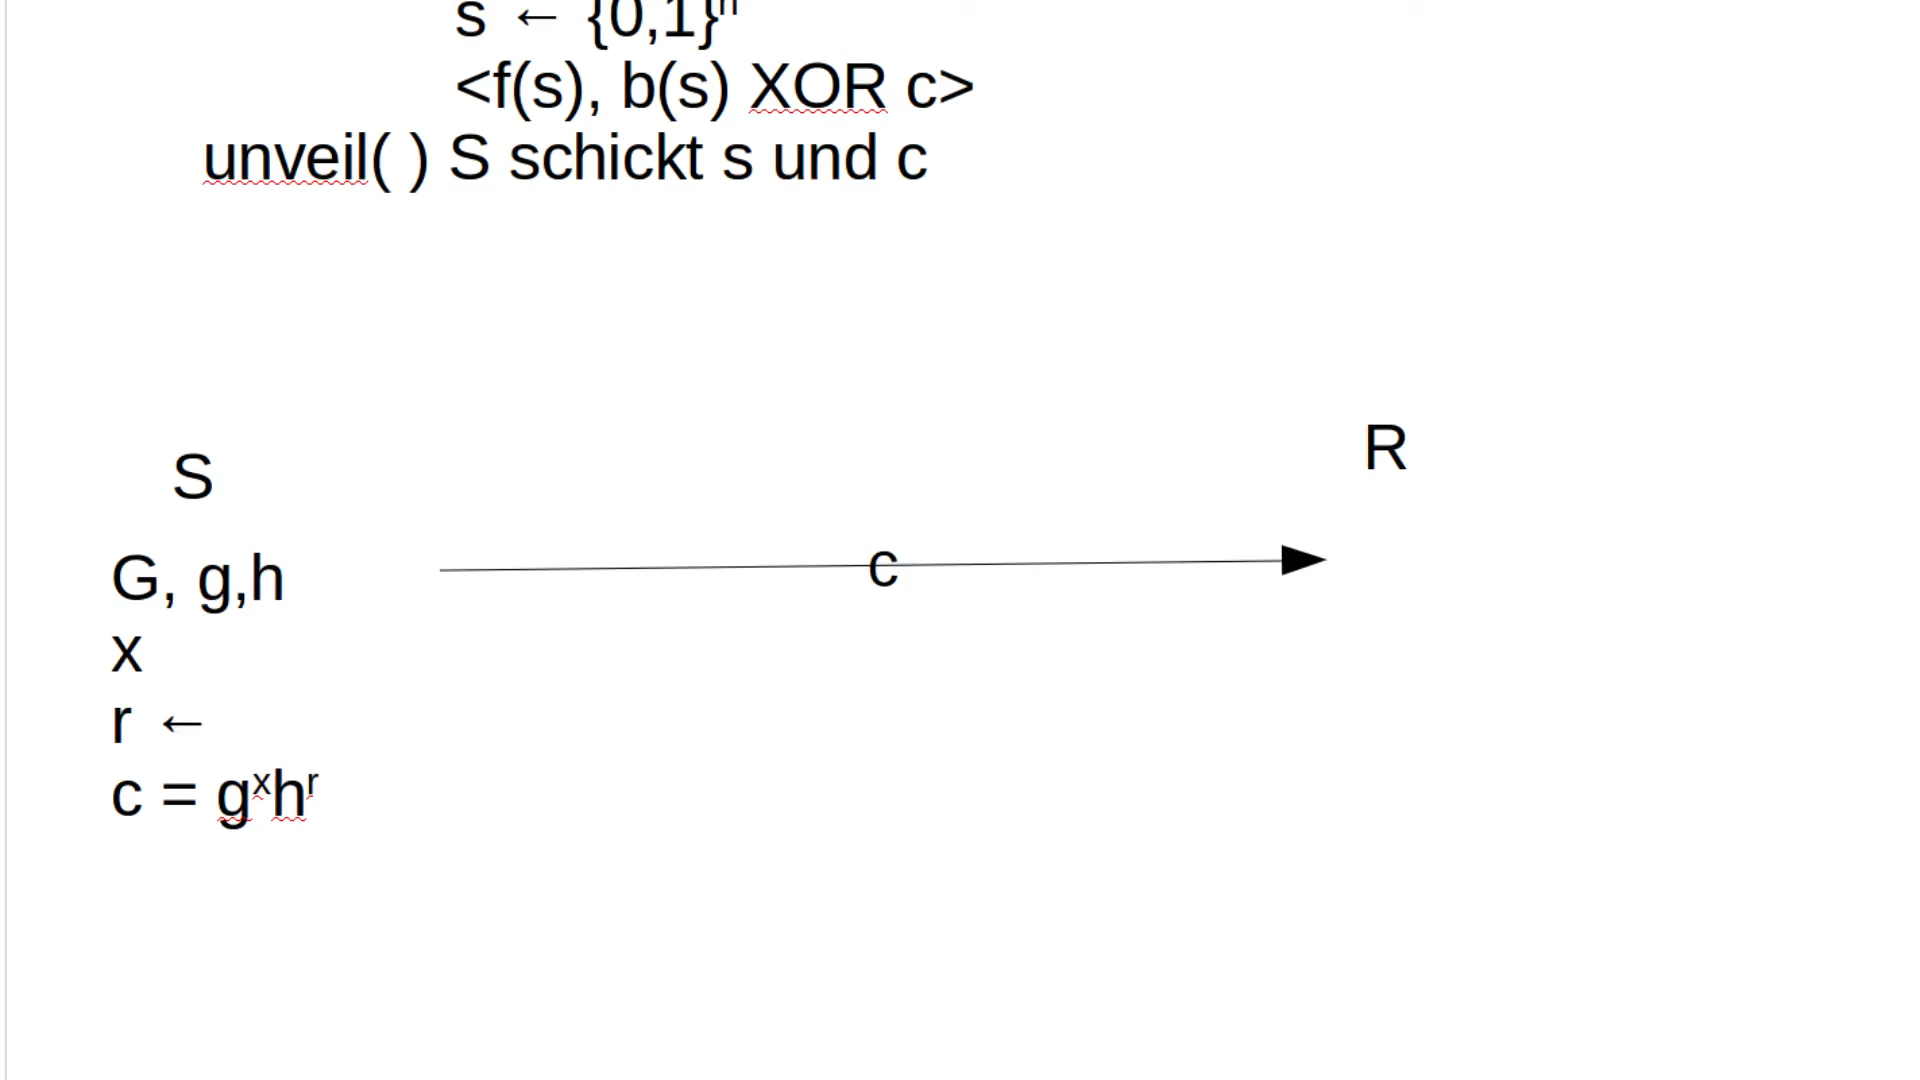 s ← {0,1}ⁿ
<f(s), b(s) XOR c>
unveil( ) S schickt s und c
R
S
G, g,h
c
x
r ←
c = gˣhʳ